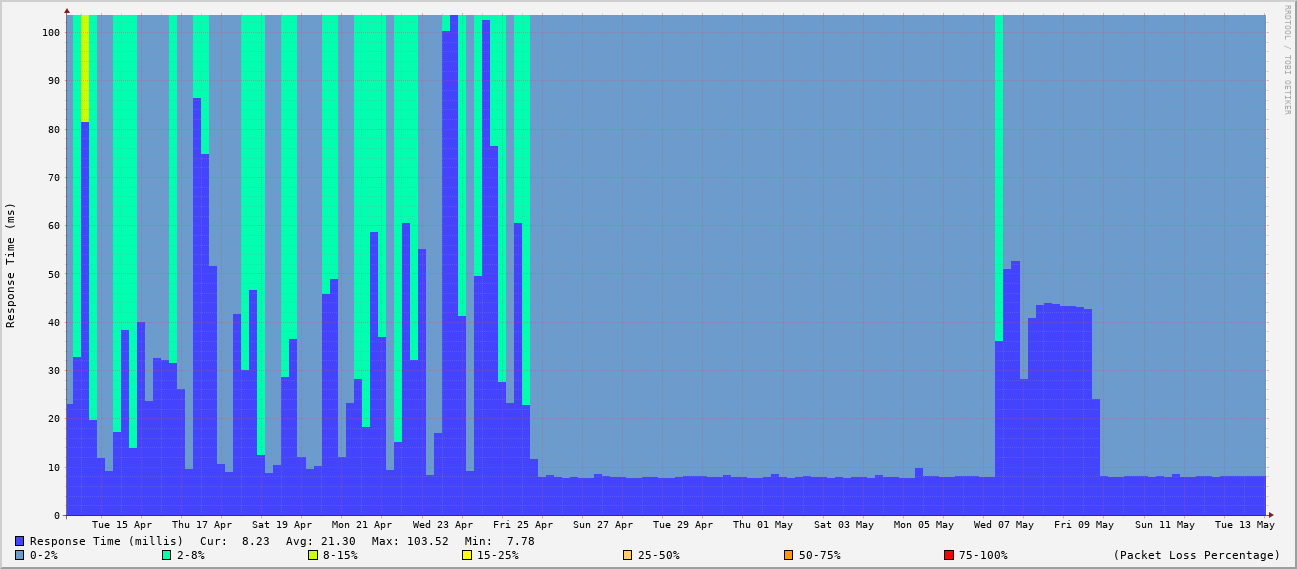 100
90
80
70
60
50
40
30
20
10
0
Response Time (ms)
RRDTOOL / TOBI OETIKER
Tue 15 Apr Thu 17 Apr Sat 19 Apr Mon 21 Apr Wed 23 Apr Fri 25 Apr Sun 27 Apr Tue 29 Apr Thu 01 May Sat 03 May Mon 05 May Wed 07 May Fri 09 May Sun 11 May Tue 13 May
Response Time (millis) Cur: 8.23 Avg: 21.30 Max: 103.52 Min: 7.78
0-2% 2-8% 8-15% 15-25% 25-50% 50-75% 75-100% (Packet Loss Percentage)